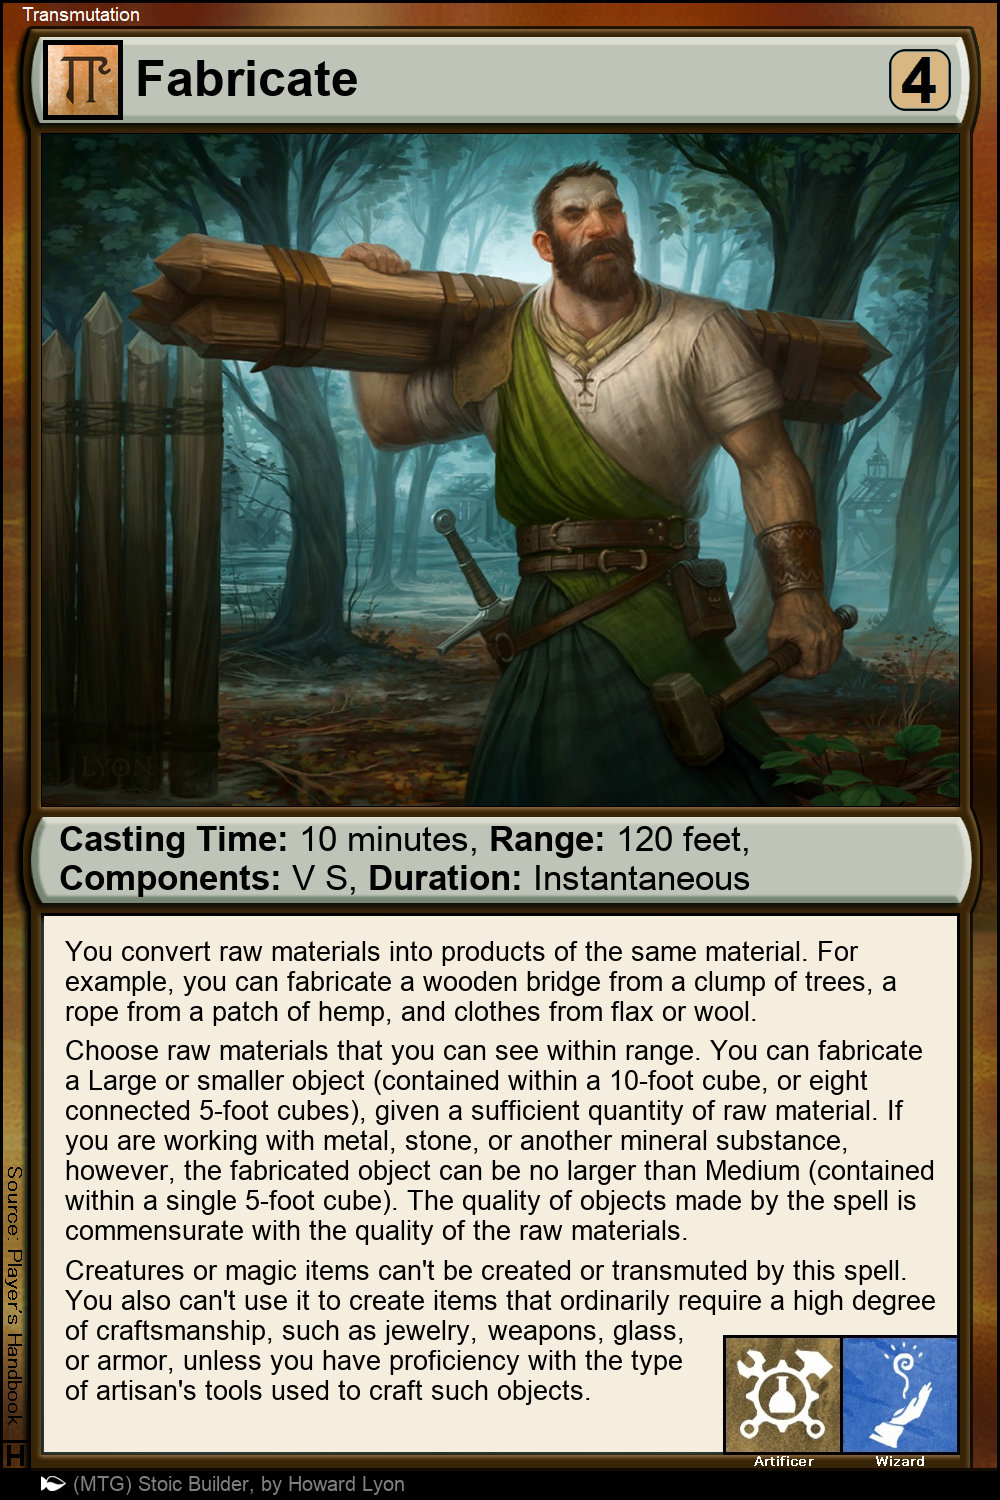 Transmutation
Fabricate
4
LYON
Casting Time: 10 minutes, Range: 120 feet,
Components: V S, Duration: Instantaneous
You convert raw materials into products of the same material. For
example, you can fabricate a wooden bridge from a clump of trees, a
rope from a patch of hemp, and clothes from flax or wool.
Choose raw materials that you can see within range. You can fabricate
a Large or smaller object (contained within a 10-foot cube, or eight
connected 5-foot cubes), given a sufficient quantity of raw material. If
you are working with metal, stone, or another mineral substance,
however, the fabricated object can be no larger than Medium (contained
within a single 5-foot cube). The quality of objects made by the spell is
commensurate with the quality of the raw materials.
Creatures or magic items can't be created or transmuted by this spell.
You also can't use it to create items that ordinarily require a high degree
of craftsmanship, such as jewelry, weapons, glass,
or armor, unless you have proficiency with the type
of artisan's tools used to craft such objects.
Source: Player's Handbook
H
Artificer
Wizard
(MTG) Stoic Builder, by Howard Lyon